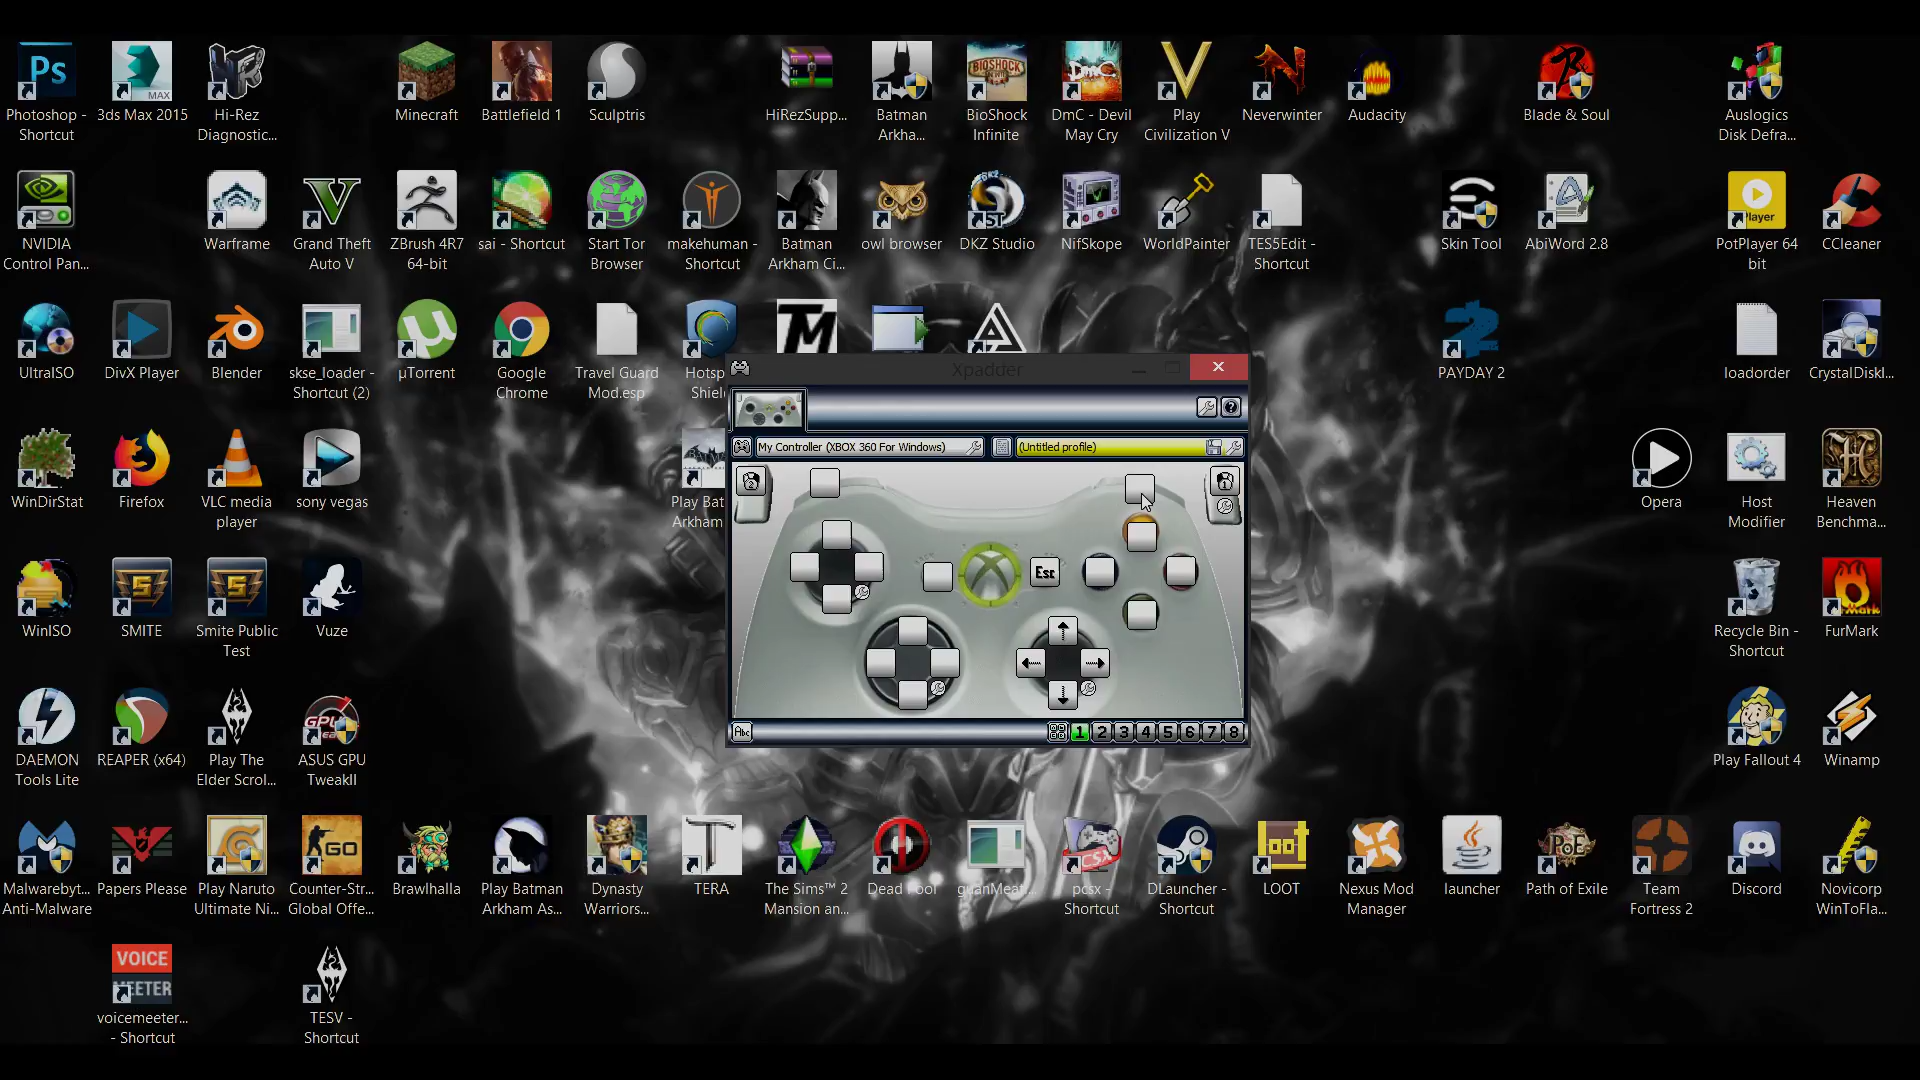 Photoshop -
Shortcut
3ds Max 2015
Hi-Rez
Diagnostic...
Minecraft
Battlefield 1
Sculptris
HiRezSupp...
Batman
Arkha...
BioShock
Infinite
DmC - Devil
May Cry
Play
Civilization V
Neverwinter
Audacity
Blade & Soul
Auslogics
Disk Defra...
NVIDIA
Control Pan...
Warframe
Grand Theft
Auto V
ZBrush 4R7
64-bit
sai - Shortcut
Start Tor
Browser
makehuman -
Shortcut
Batman
Arkham Ci...
owl browser
DKZ Studio
NifSkope
WorldPainter
TES5Edit -
Shortcut
Skin Tool
AbiWord 2.8
PotPlayer 64
bit
CCleaner
UltraISO
DivX Player
Blender
skse_loader -
Shortcut (2)
µTorrent
Google
Chrome
Travel Guard
Mod.esp
Hotsp
Shiel
PAYDAY 2
loadorder
CrystalDiskI...
Xpadder
My Controller (XBOX 360 For Windows)
(Untitled profile)
Esc
Abc
1 2 3 4 5 6 7 8
WinDirStat
Firefox
VLC media
player
sony vegas
Play Bat
Arkham
Opera
Host
Modifier
Heaven
Benchma...
WinISO
SMITE
Smite Public
Test
Vuze
Recycle Bin -
Shortcut
FurMark
DAEMON
Tools Lite
REAPER (x64)
Play The
Elder Scrol...
ASUS GPU
TweakII
Play Fallout 4
Winamp
Malwarebyt...
Anti-Malware
Papers Please
Play Naruto
Ultimate Ni...
Counter-Str...
Global Offe...
Brawlhalla
Play Batman
Arkham As...
Dynasty
Warriors...
TERA
The Sims™ 2
Mansion an...
Dead Pool
pcsx -
Shortcut
DLauncher -
Shortcut
LOOT
Nexus Mod
Manager
launcher
Path of Exile
Team
Fortress 2
Discord
Novicorp
WinToFla...
VOICE
MEETER
voicemeeter...
- Shortcut
TESV -
Shortcut